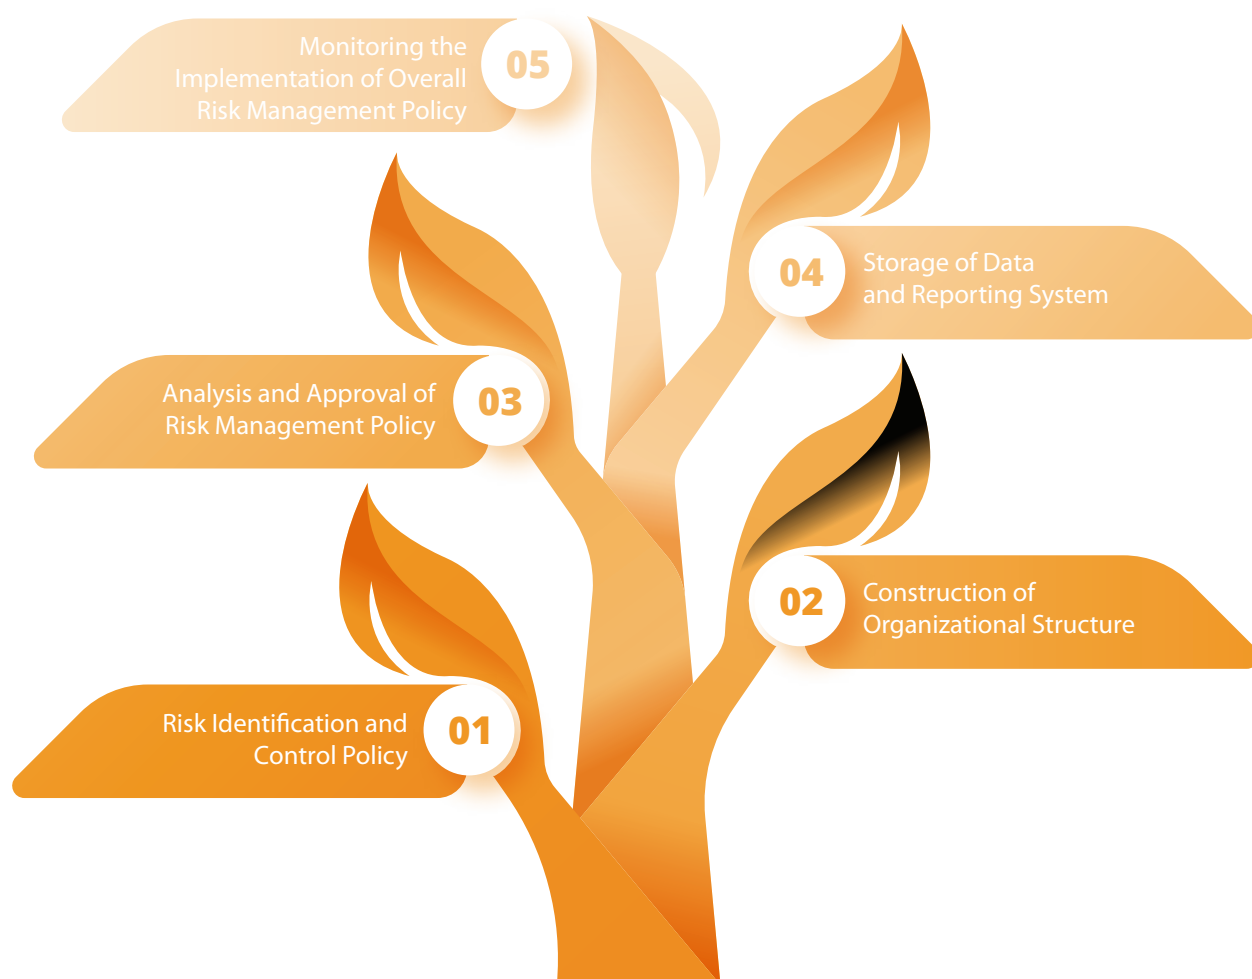 Monitoring the
Implementation of Overall
Risk Management Policy
05
04
Storage of Data
and Reporting System
Analysis and Approval of
Risk Management Policy
03
02
Construction of
Organizational Structure
Risk Identification and
Control Policy
01